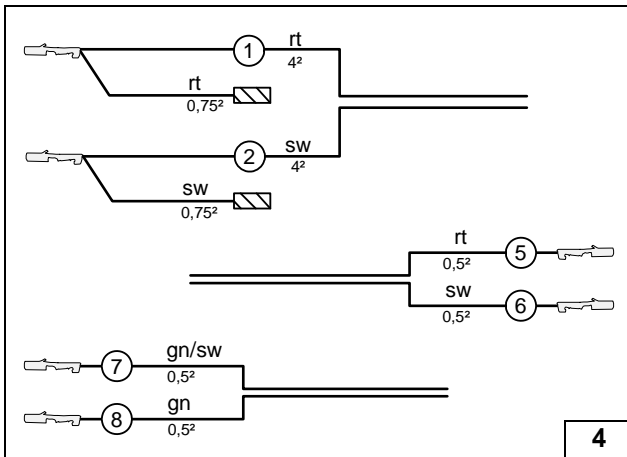 1 rt
4²
rt
0,75²
2 sw
4²
sw
0,75²
rt 5
0,5²
sw 6
0,5²
7 gn/sw
0,5²
8 gn
0,5²
4